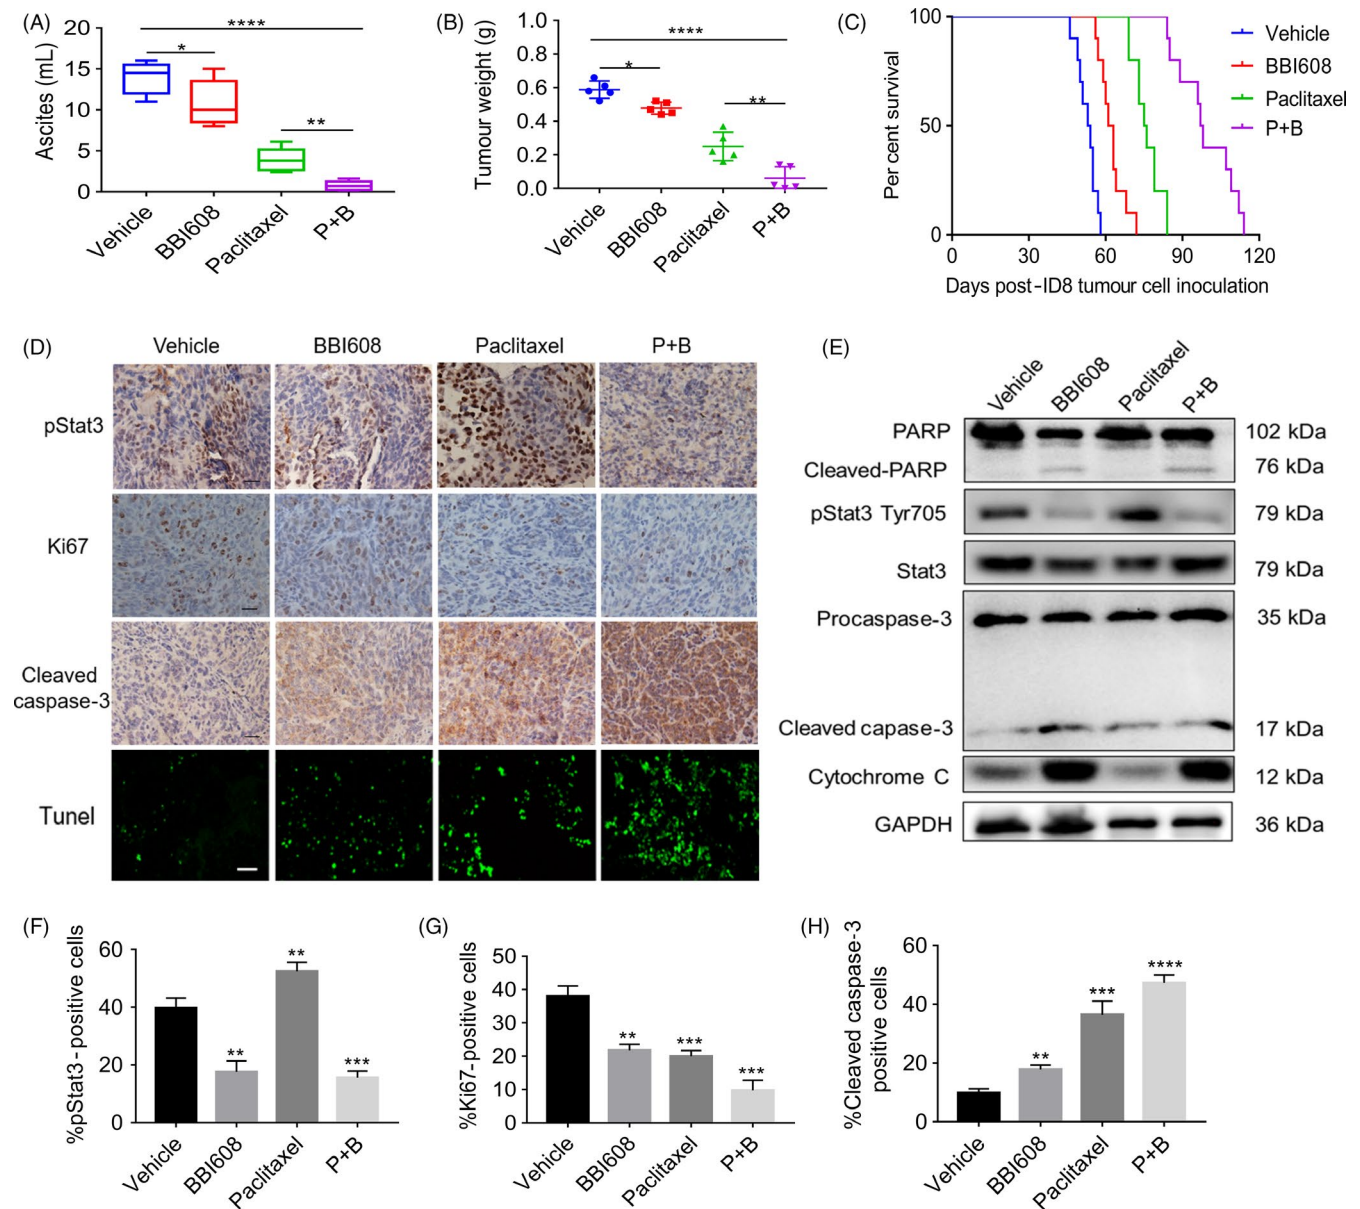 (A)
Ascites (mL)
20
15
10
5
0
****
*
**
Vehicle
BBI608
Paclitaxel
P+B
(B)
Tumour weight (g)
1.0
0.8
0.6
0.4
0.2
0.0
****
*
**
Vehicle
BBI608
Paclitaxel
P+B
(C)
Per cent survival
100
50
0
0 30 60 90 120
Days post-ID8 tumour cell inoculation
Vehicle
BBI608
Paclitaxel
P+B
(D)
Vehicle BBI608 Paclitaxel P+B
pStat3
Ki67
Cleaved
caspase-3
Tunel
(E)
Vehicle
BBI608
Paclitaxel
P+B
PARP 102 kDa
Cleaved-PARP 76 kDa
pStat3 Tyr705 79 kDa
Stat3 79 kDa
Procaspase-3 35 kDa
Cleaved capase-3 17 kDa
Cytochrome C 12 kDa
GAPDH 36 kDa
(F)
%pStat3-positive cells
60
40
20
0
**
**
***
Vehicle
BBI608
Paclitaxel
P+B
(G)
%Ki67-positive cells
50
40
30
20
10
0
**
***
***
Vehicle
BBI608
Paclitaxel
P+B
(H)
%Cleaved caspase-3
positive cells
60
40
20
0
**
***
****
Vehicle
BBI608
Paclitaxel
P+B